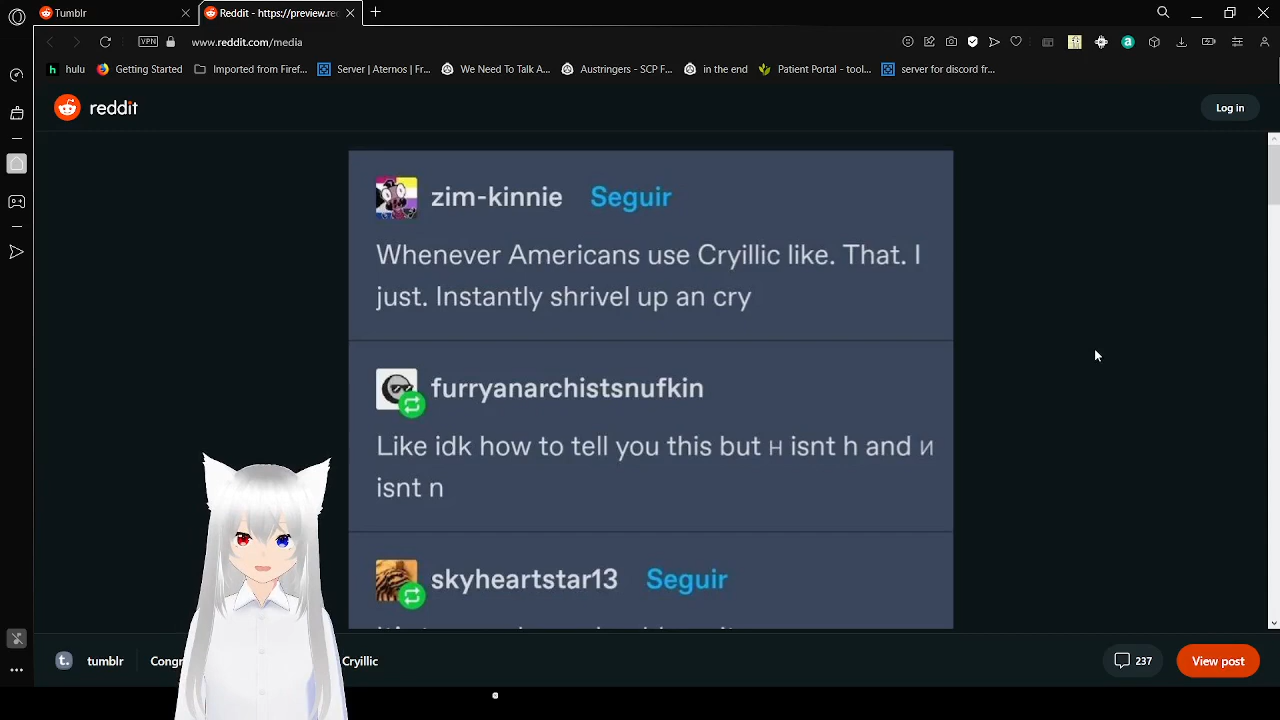 Tumblr
Reddit - https://preview.red
VPN
www.reddit.com/media
hulu
Getting Started
Imported from Firef...
Server | Aternos | Fr...
We Need To Talk A...
Austringers - SCP F...
in the end
Patient Portal - tool...
server for discord fr...
reddit
Log in
zim-kinnie Seguir
Whenever Americans use Cryillic like. That. I
just. Instantly shrivel up an cry
furryanarchistsnufkin
Like idk how to tell you this but н isnt h and и
isnt n
skyheartstar13 Seguir
tumblr
Cryillic
237
View post